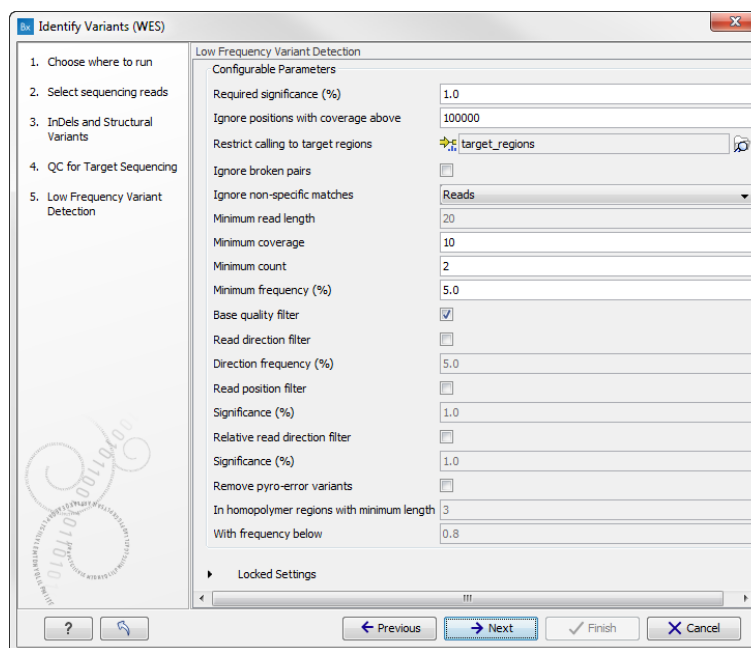 Bx Identify Variants (WES)
1. Choose where to run
2. Select sequencing reads
3. InDels and Structural
Variants
4. QC for Target Sequencing
5. Low Frequency Variant
Detection
Low Frequency Variant Detection
Configurable Parameters
Required significance (%) 1.0
Ignore positions with coverage above 100000
Restrict calling to target regions target_regions
Ignore broken pairs
Ignore non-specific matches Reads
Minimum read length 20
Minimum coverage 10
Minimum count 2
Minimum frequency (%) 5.0
Base quality filter
Read direction filter
Direction frequency (%) 5.0
Read position filter
Significance (%) 1.0
Relative read direction filter
Significance (%) 1.0
Remove pyro-error variants
In homopolymer regions with minimum length 3
With frequency below 0.8
Locked Settings
? Previous Next Finish Cancel